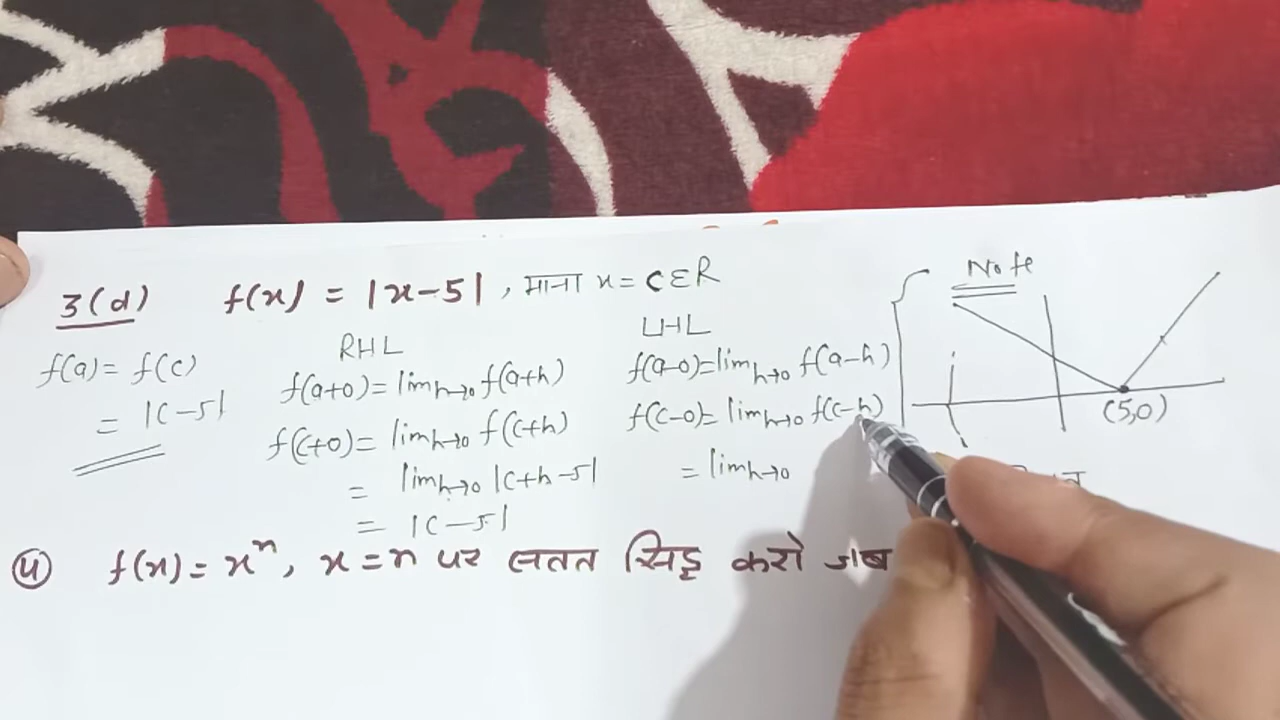 3(d) f(x) = |x-5|, माना x = C ∈ R
f(a) = f(c)
= |c-5|
RHL
f(a+0) = lim h→0 f(a+h)
f(c+0) = lim h→0 f(c+h)
= lim h→0 |c+h-5|
= |c-5|
LHL
f(a-0) = lim h→0 f(a-h)
f(c-0) = lim h→0 f(c-h)
= lim h→0
Note
(5,0)
④ f(x) = xⁿ, x = n पर सतत सिद्ध करो जब